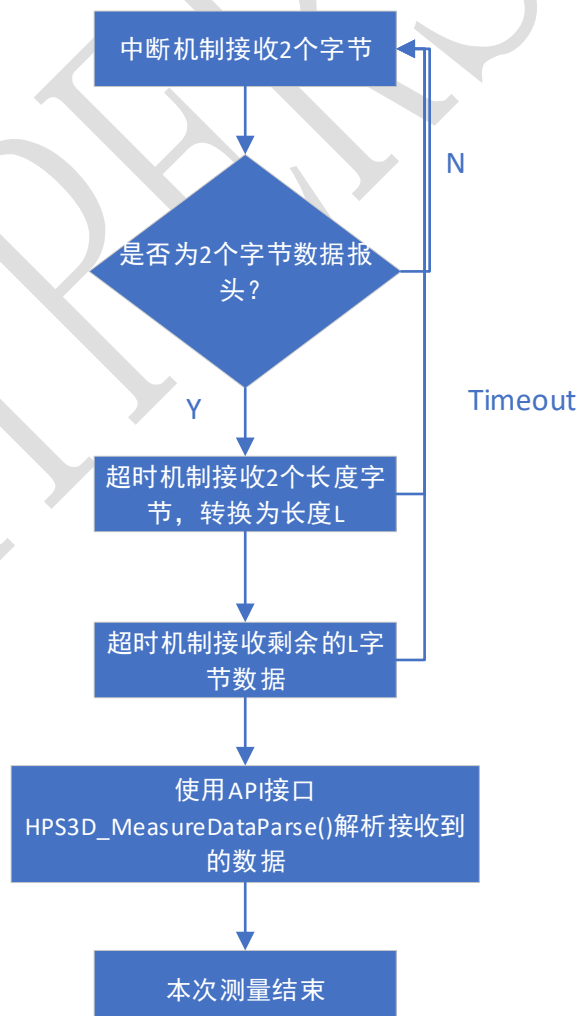 中断机制接收2个字节
N
是否为2个字节数据报
头？
Timeout
Y
超时机制接收2个长度字
节，转换为长度L
超时机制接收剩余的L字
节数据
使用API接口
HPS3D_MeasureDataParse()解析接收到
的数据
本次测量结束